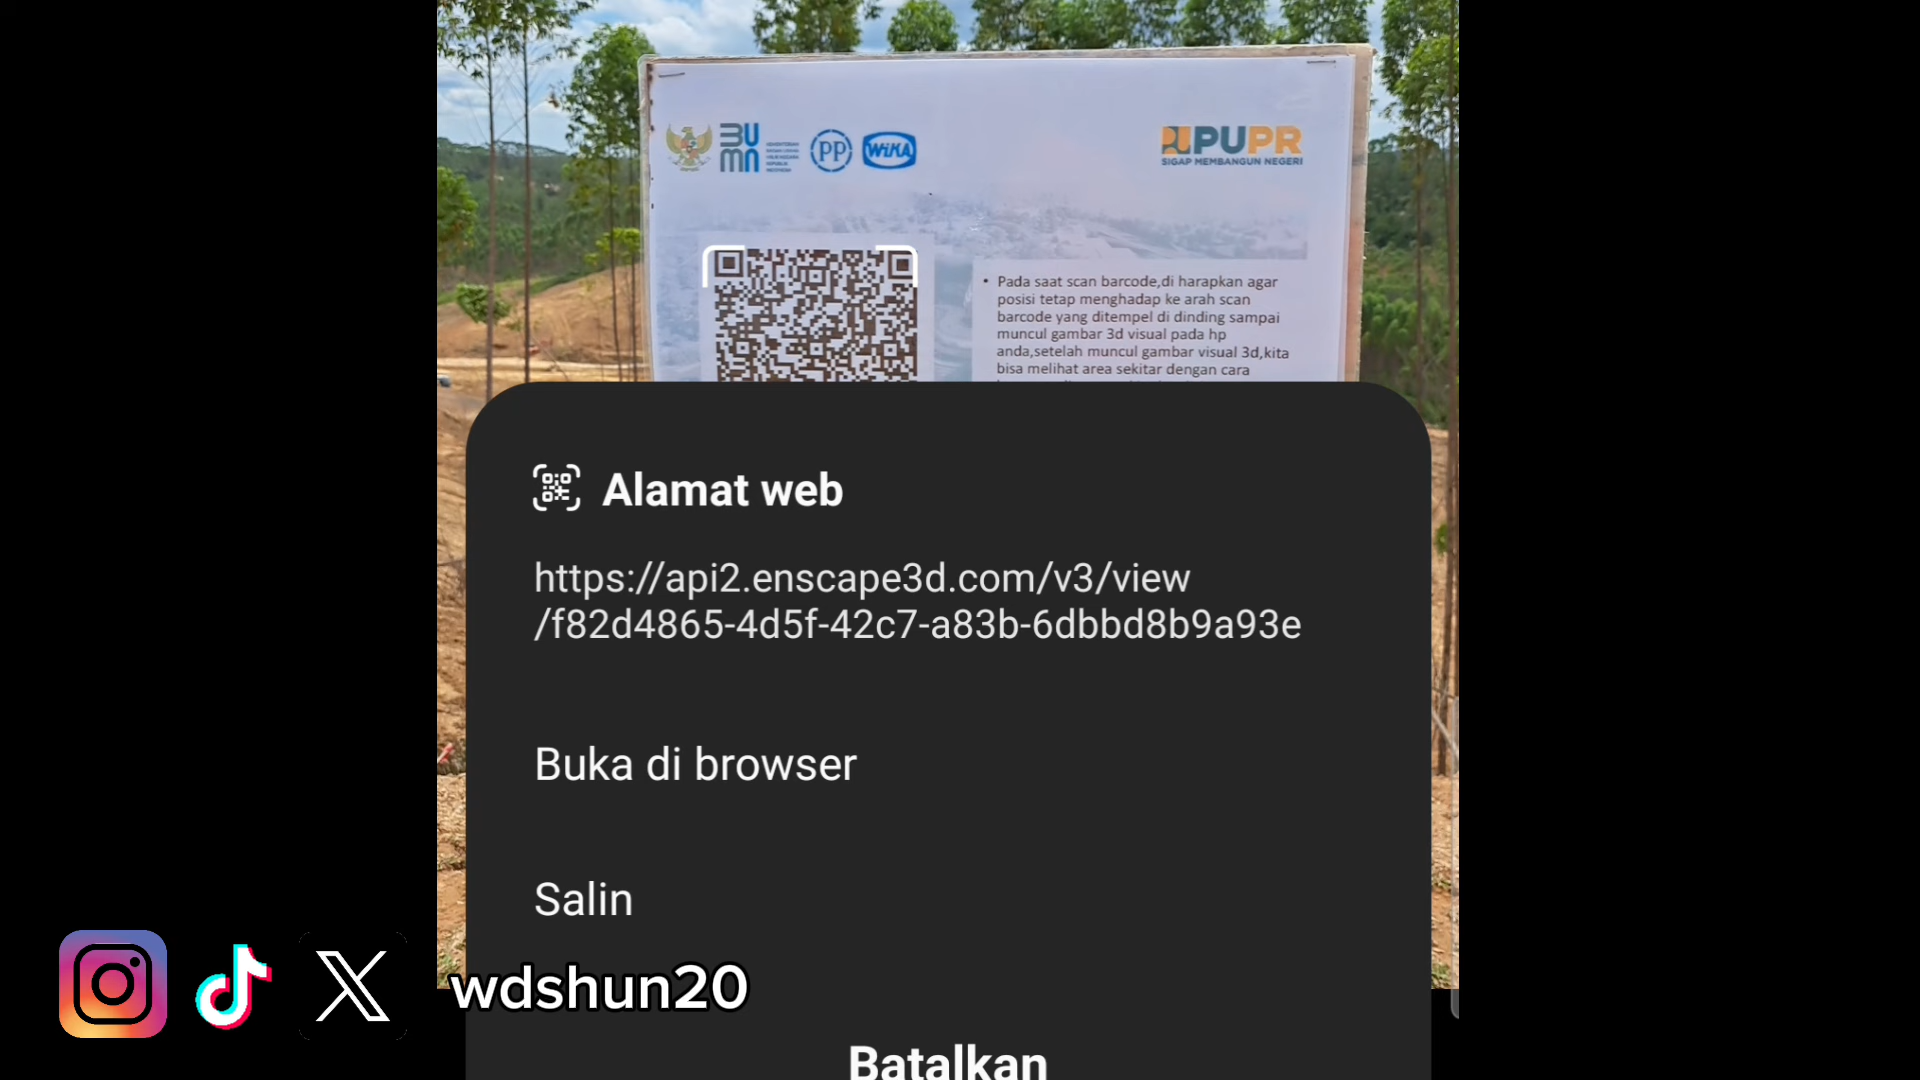 BUMN
PP
WIKA
PUPR
SIGAP MEMBANGUN NEGERI
• Pada saat scan barcode,di harapkan agar
posisi tetap menghadap ke arah scan
barcode yang ditempel di dinding sampai
muncul gambar 3d visual pada hp
anda,setelah muncul gambar visual 3d,kita
bisa melihat area sekitar dengan cara
Alamat web
https://api2.enscape3d.com/v3/view
/f82d4865-4d5f-42c7-a83b-6dbbd8b9a93e
Buka di browser
Salin
wdshun20
Batalkan